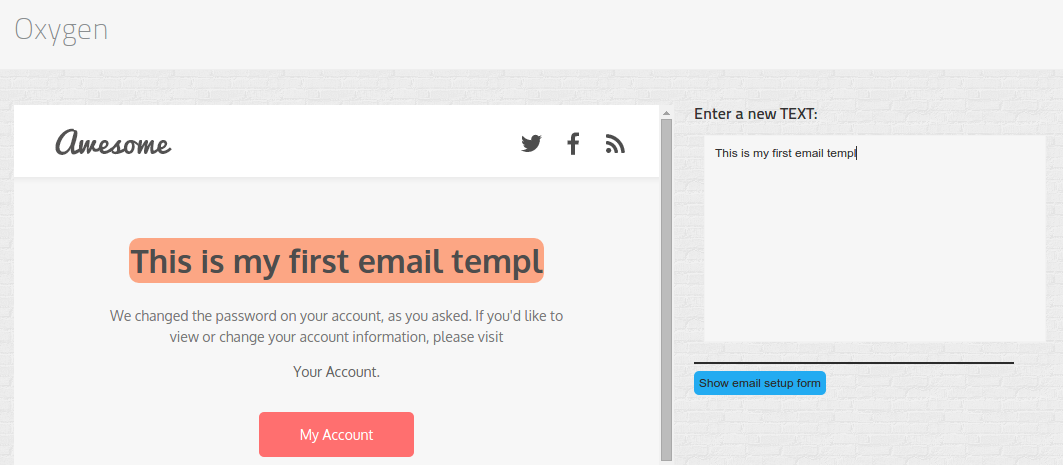 Oxygen
Awesome
This is my first email templ
We changed the password on your account, as you asked. If you'd like to
view or change your account information, please visit
Your Account.
My Account
Enter a new TEXT:
This is my first email templ
Show email setup form